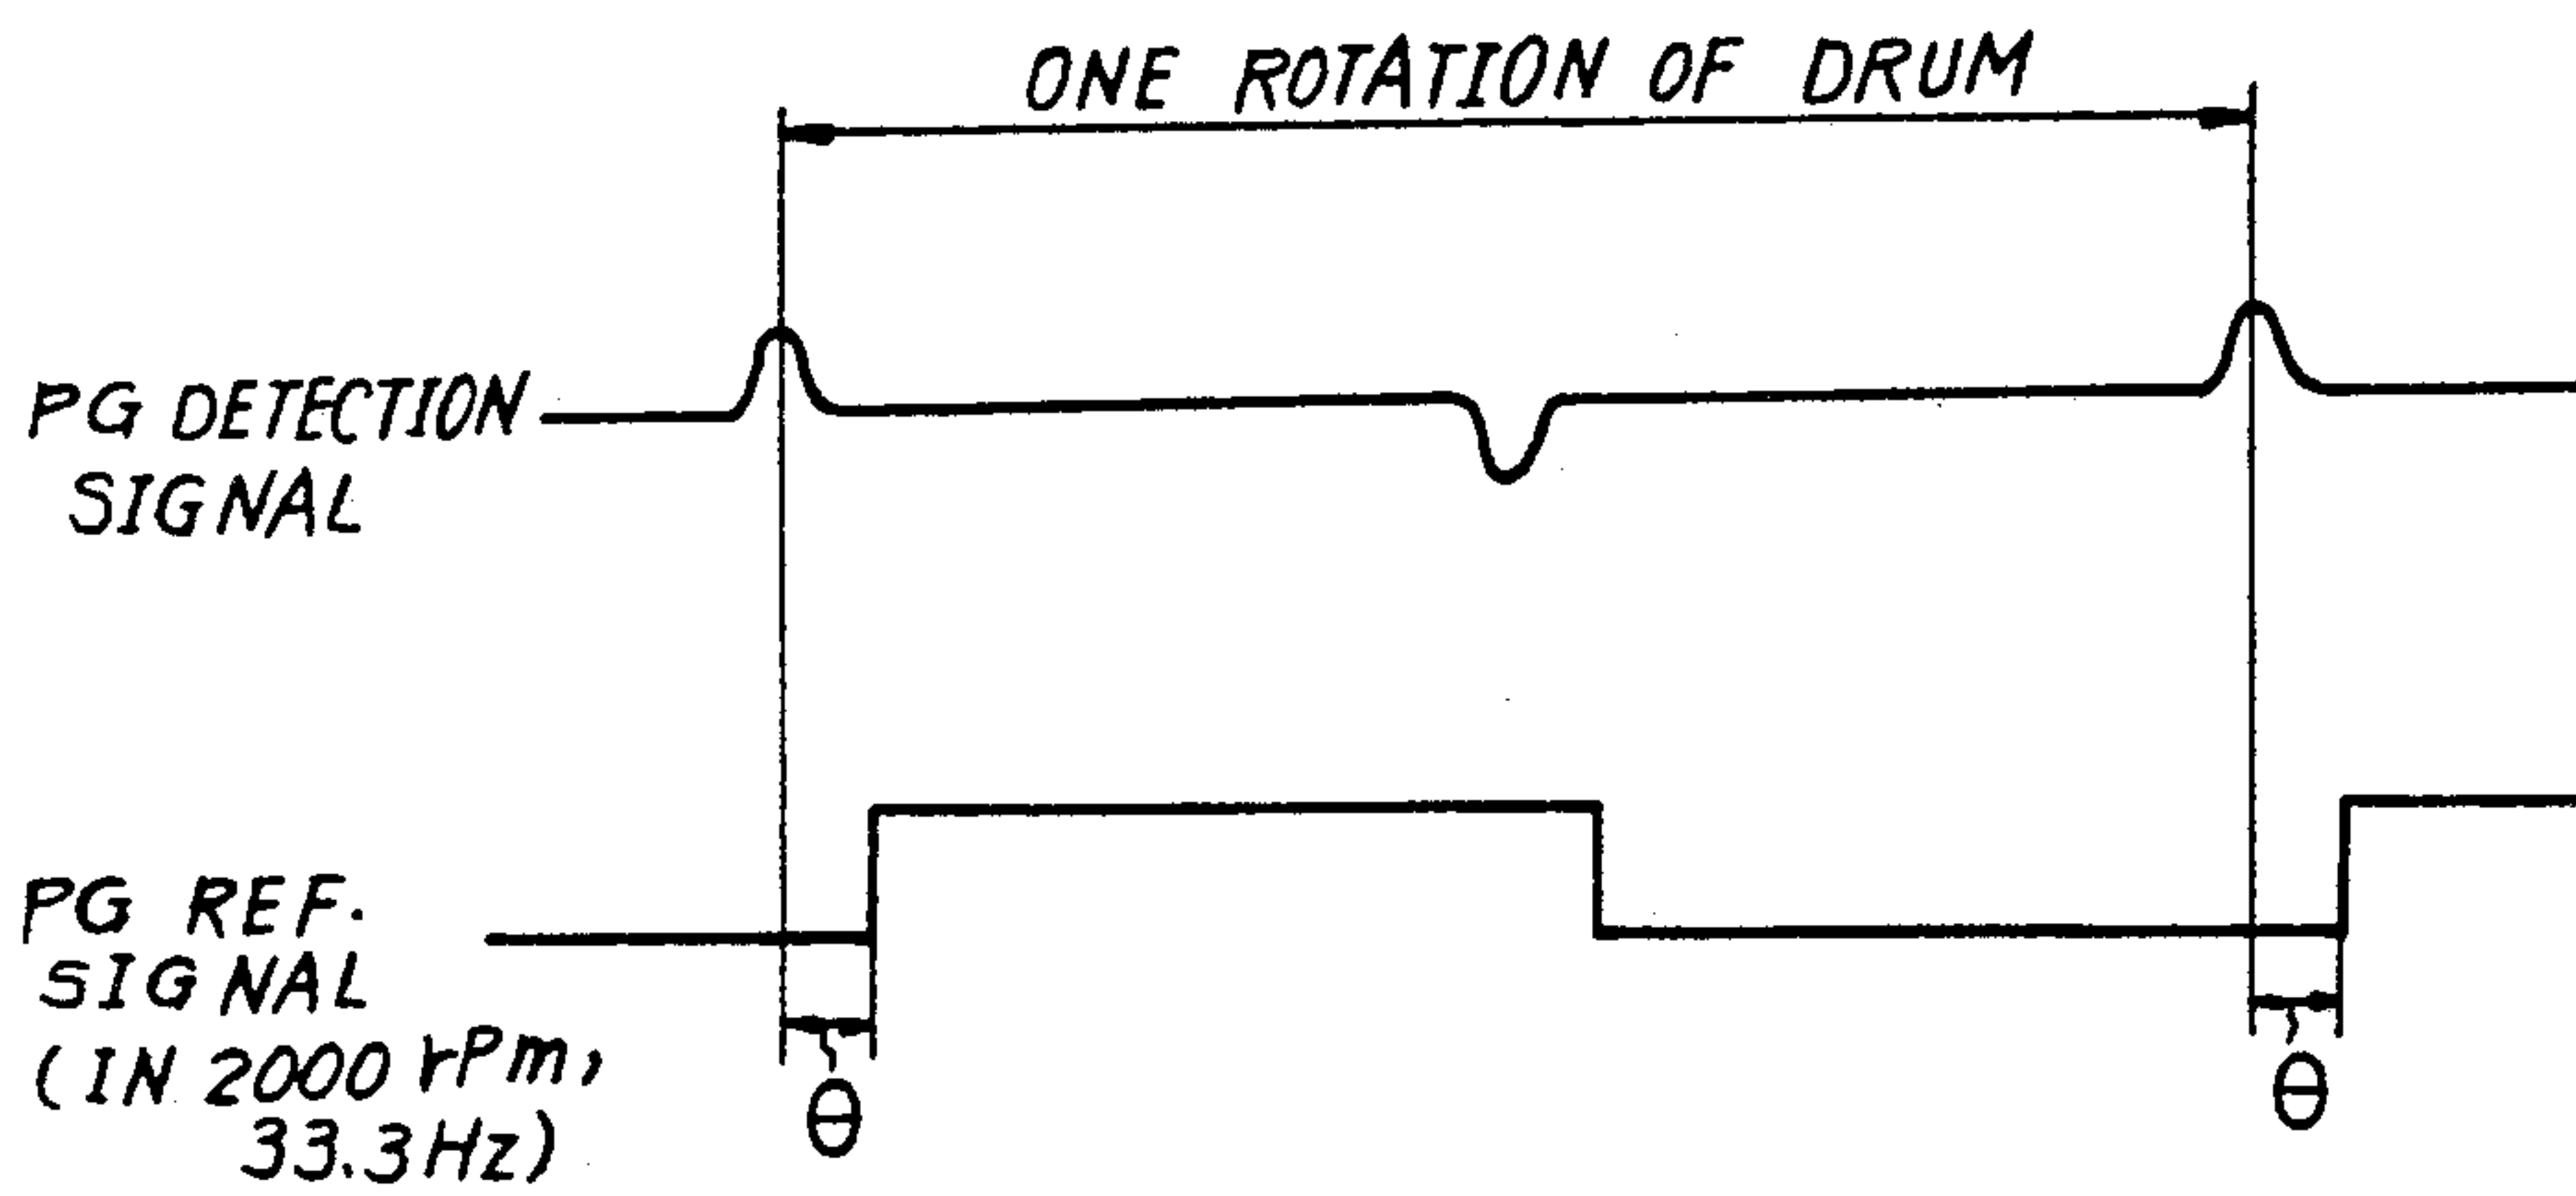 ONE ROTATION OF DRUM
PG DETECTION
SIGNAL
PG REF.
SIGNAL
(IN 2000 rPm,
33.3Hz)
θ
θ